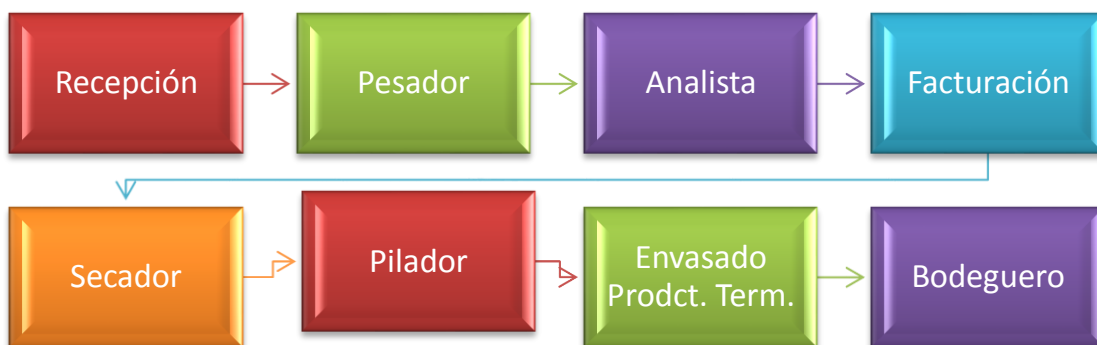 Recepción
Pesador
Analista
Facturación
Secador
Pilador
Envasado
Prodct. Term.
Bodeguero